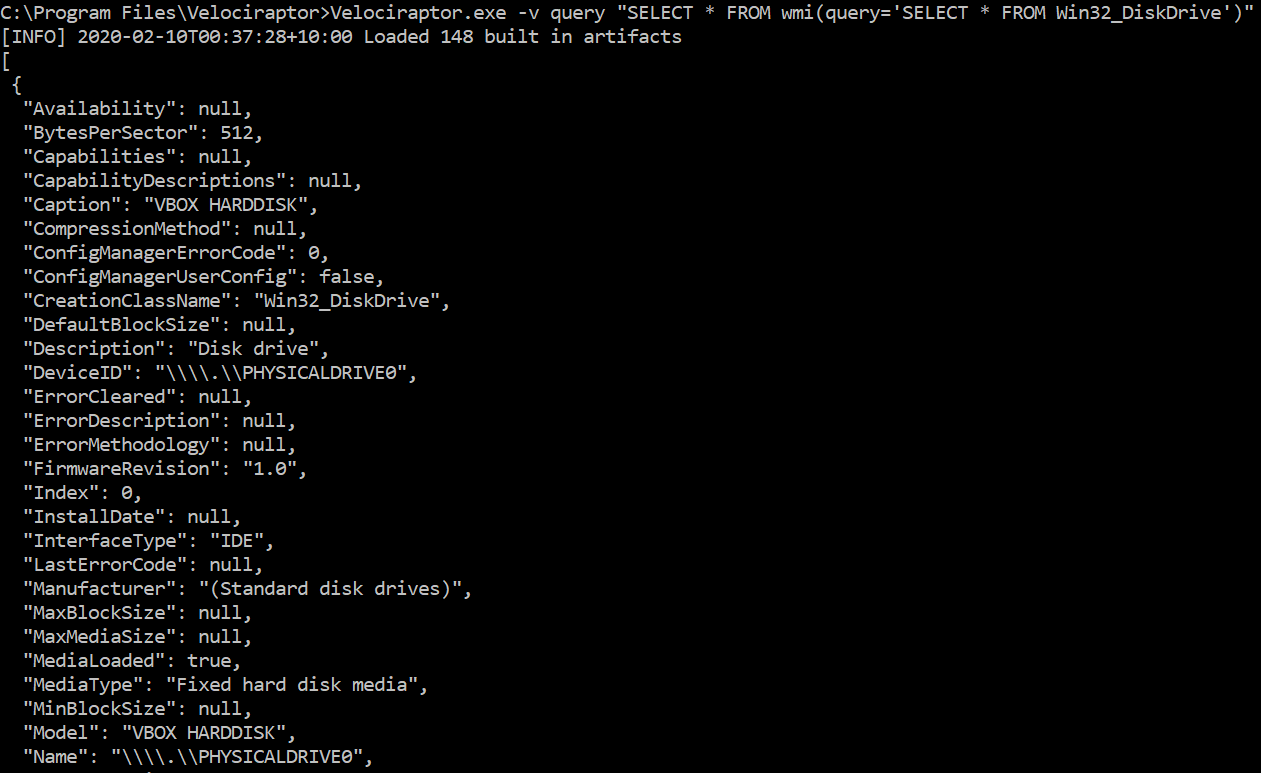 C:\Program Files\Velociraptor>Velociraptor.exe -v query "SELECT * FROM wmi(query='SELECT * FROM Win32_DiskDrive')"
[INFO] 2020-02-10T00:37:28+10:00 Loaded 148 built in artifacts
[
 {
  "Availability": null,
  "BytesPerSector": 512,
  "Capabilities": null,
  "CapabilityDescriptions": null,
  "Caption": "VBOX HARDDISK",
  "CompressionMethod": null,
  "ConfigManagerErrorCode": 0,
  "ConfigManagerUserConfig": false,
  "CreationClassName": "Win32_DiskDrive",
  "DefaultBlockSize": null,
  "Description": "Disk drive",
  "DeviceID": "\\\\.\\PHYSICALDRIVE0",
  "ErrorCleared": null,
  "ErrorDescription": null,
  "ErrorMethodology": null,
  "FirmwareRevision": "1.0",
  "Index": 0,
  "InstallDate": null,
  "InterfaceType": "IDE",
  "LastErrorCode": null,
  "Manufacturer": "(Standard disk drives)",
  "MaxBlockSize": null,
  "MaxMediaSize": null,
  "MediaLoaded": true,
  "MediaType": "Fixed hard disk media",
  "MinBlockSize": null,
  "Model": "VBOX HARDDISK",
  "Name": "\\\\.\\PHYSICALDRIVE0",